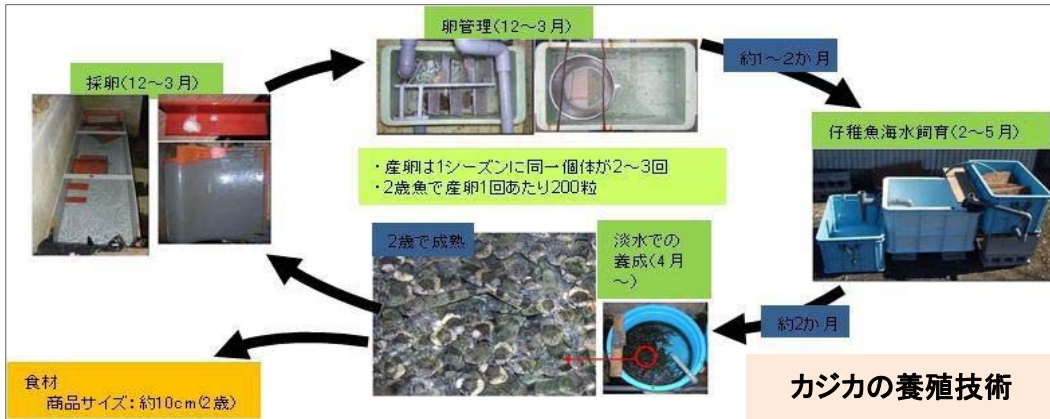 卵管理(12～3月)
約1～2か月
採卵(12～3月)
仔稚魚海水飼育(2～5月)
・産卵は1シーズンに同一個体が2～3回
・2歳魚で産卵1回あたり200粒
2歳で成熟
淡水での
養成(4月
～)
約2か月
食材
商品サイズ：約10cm(2歳)
カジカの養殖技術